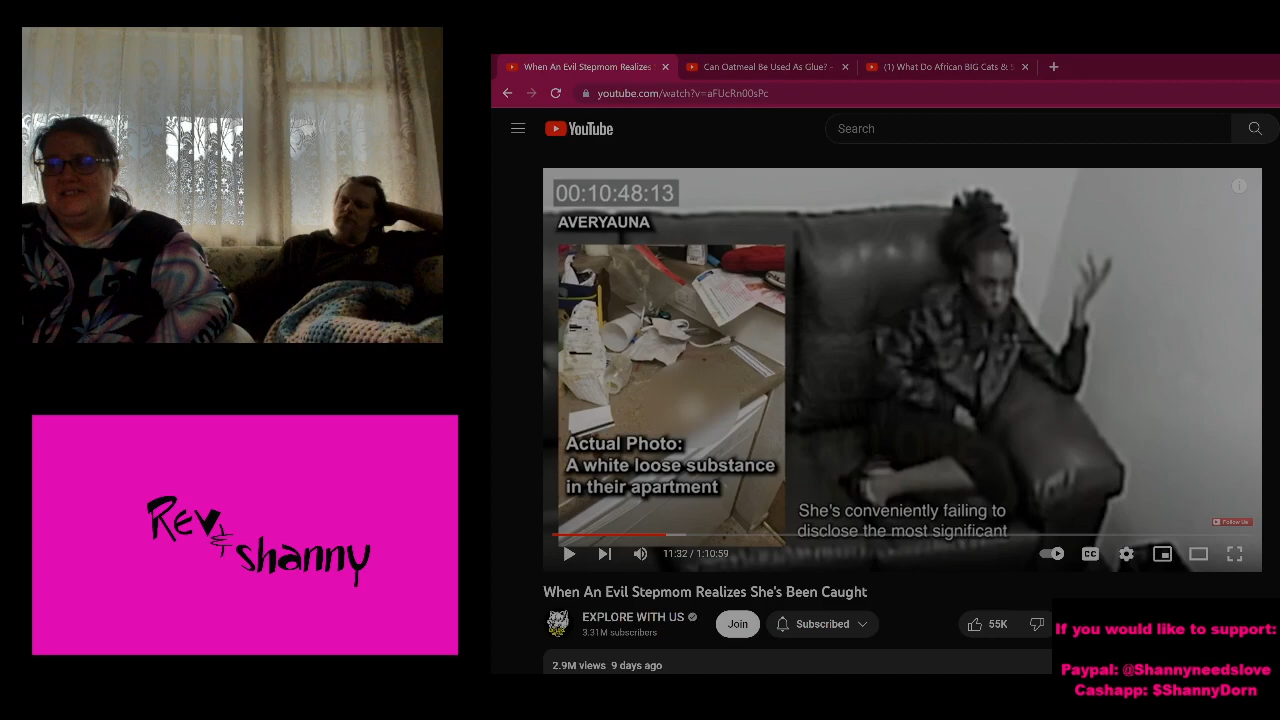 When An Evil Stepmom Realizes
Can Oatmeal Be Used As Glue? -
(1) What Do African BIG Cats & S
youtube.com/watch?v=aFUcRn00sPc
YouTube
Search
00:10:48:13
AVERYAUNA
Actual Photo:
A white loose substance
in their apartment
She's conveniently failing to
disclose the most significant
Follow Us
11:32 / 1:10:59
CC
When An Evil Stepmom Realizes She's Been Caught
EXPLORE WITH US
3.31M subscribers
Join
Subscribed
55K
2.9M views 9 days ago
Rev
&
shanny
If you would like to support:
Paypal: @Shannyneedslove
Cashapp: $ShannyDorn